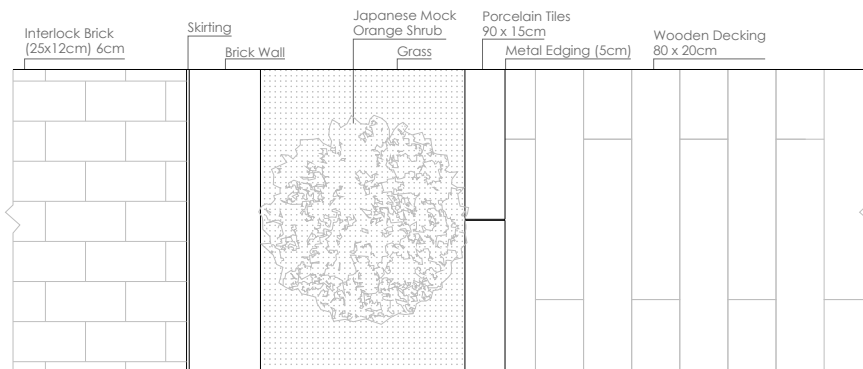 Interlock Brick
(25x12cm) 6cm
Skirting
Brick Wall
Japanese Mock
Orange Shrub
Grass
Porcelain Tiles
90 x 15cm
Metal Edging (5cm)
Wooden Decking
80 x 20cm